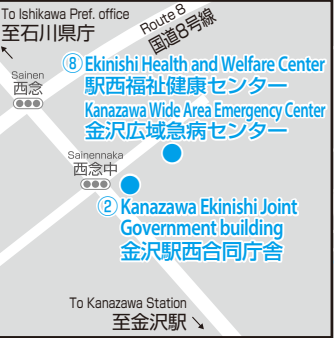 To Ishikawa Pref. office
至石川県庁
Route 8
国道8号線
Sainen
西念
⑧ Ekinishi Health and Welfare Center
駅西福祉健康センター
Kanazawa Wide Area Emergency Center
金沢広域急病センター
Sainennaka
西念中
② Kanazawa Ekinishi Joint
Government building
金沢駅西合同庁舎
To Kanazawa Station
至金沢駅